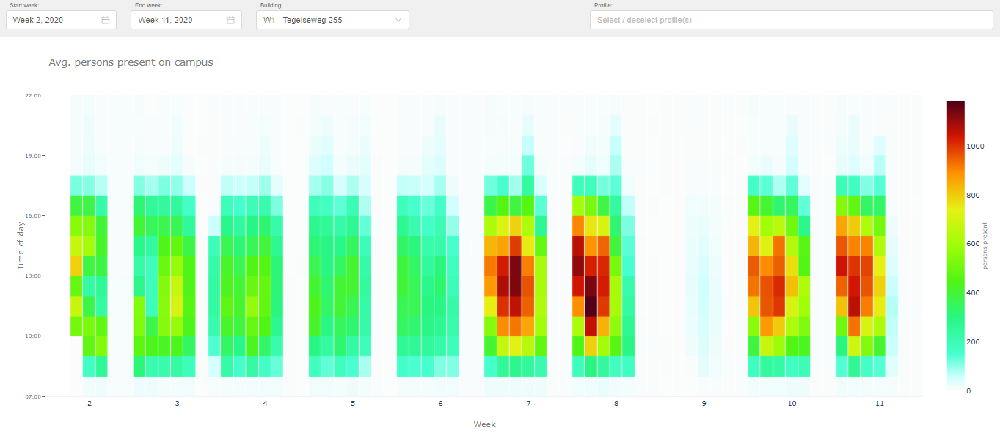 Start week:
End week:
Building:
Profile:
Week 2, 2020
Week 11, 2020
W1 - Tegelseweg 255
Select / deselect profile(s)
Avg. persons present on campus
22:00
19:00
16:00
13:00
10:00
07:00
Time of day
2 3 4 5 6 7 8 9 10 11
Week
1000
800
600
400
200
0
persons present